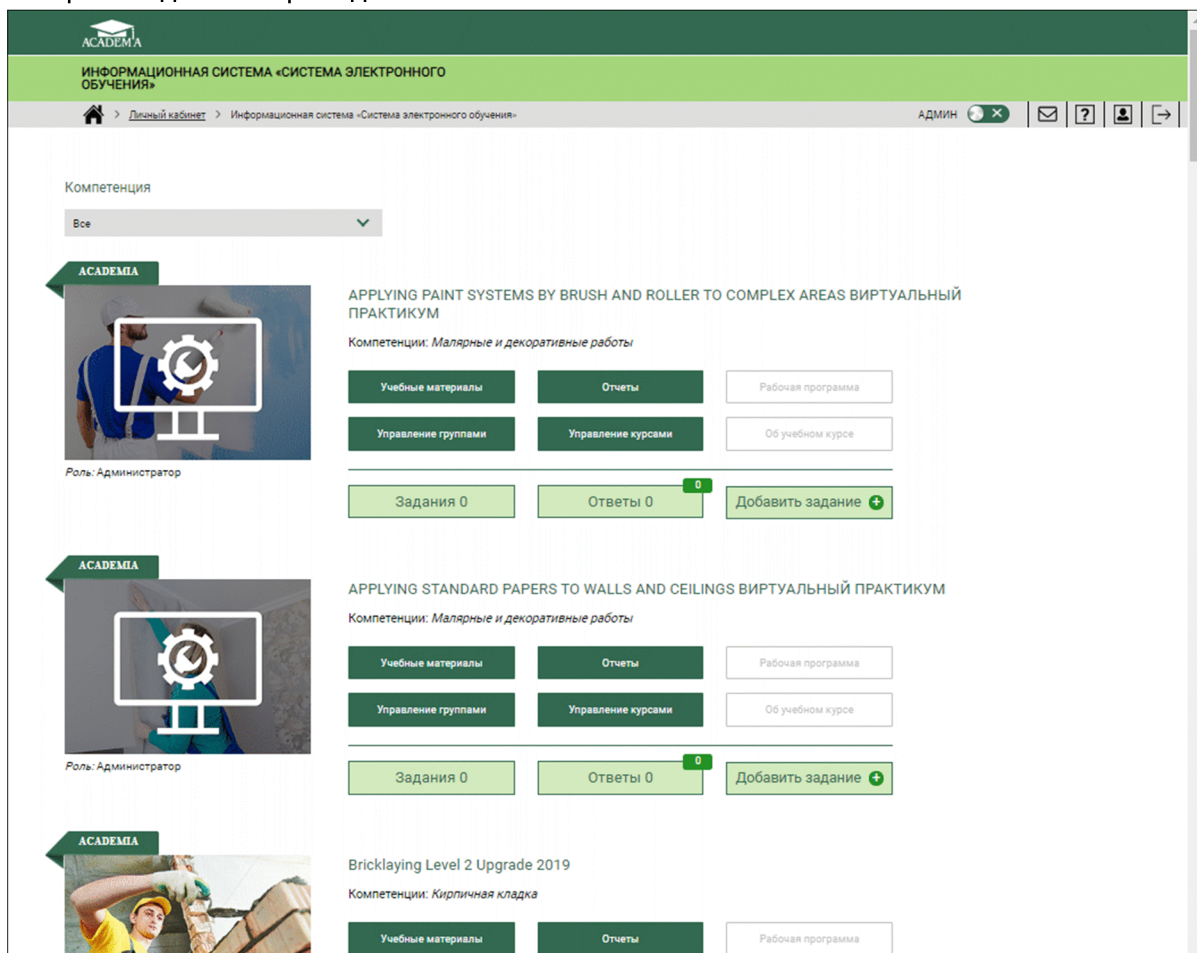 ACADEMIA
ИНФОРМАЦИОННАЯ СИСТЕМА «СИСТЕМА ЭЛЕКТРОННОГО
ОБУЧЕНИЯ»
> Личный кабинет > Информационная система «Система электронного обучения»
АДМИН
Компетенция
Все
ACADEMIA
APPLYING PAINT SYSTEMS BY BRUSH AND ROLLER TO COMPLEX AREAS ВИРТУАЛЬНЫЙ
ПРАКТИКУМ
Компетенции: Малярные и декоративные работы
Учебные материалы Отчеты Рабочая программа
Управление группами Управление курсами Об учебном курсе
Роль: Администратор
0
Задания 0 Ответы 0 Добавить задание
ACADEMIA
APPLYING STANDARD PAPERS TO WALLS AND CEILINGS ВИРТУАЛЬНЫЙ ПРАКТИКУМ
Компетенции: Малярные и декоративные работы
Учебные материалы Отчеты Рабочая программа
Управление группами Управление курсами Об учебном курсе
Роль: Администратор
0
Задания 0 Ответы 0 Добавить задание
ACADEMIA
Bricklaying Level 2 Upgrade 2019
Компетенции: Кирпичная кладка
Учебные материалы Отчеты Рабочая программа